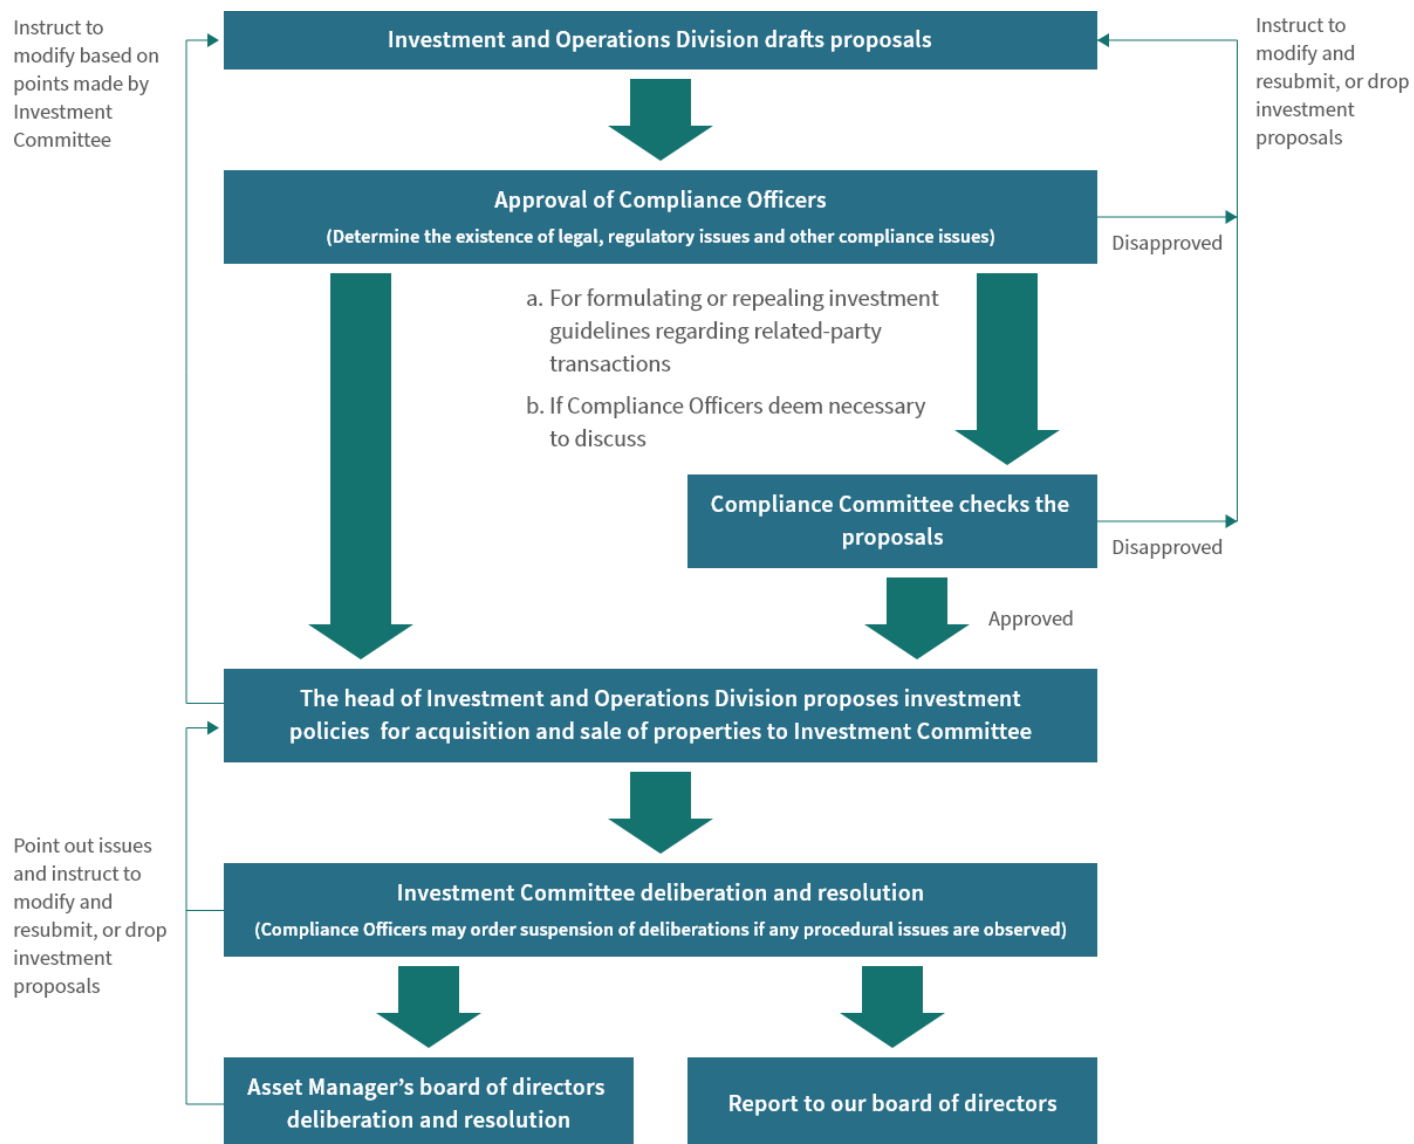 Instruct to
modify based on
points made by
Investment
Committee
Investment and Operations Division drafts proposals
Instruct to
modify and
resubmit, or drop
investment
proposals
Approval of Compliance Officers
(Determine the existence of legal, regulatory issues and other compliance issues)
Disapproved
a. For formulating or repealing investment
guidelines regarding related-party
transactions
b. If Compliance Officers deem necessary
to discuss
Compliance Committee checks the
proposals
Disapproved
Approved
The head of Investment and Operations Division proposes investment
policies for acquisition and sale of properties to Investment Committee
Point out issues
and instruct to
modify and
resubmit, or drop
investment
proposals
Investment Committee deliberation and resolution
(Compliance Officers may order suspension of deliberations if any procedural issues are observed)
Asset Manager’s board of directors
deliberation and resolution
Report to our board of directors